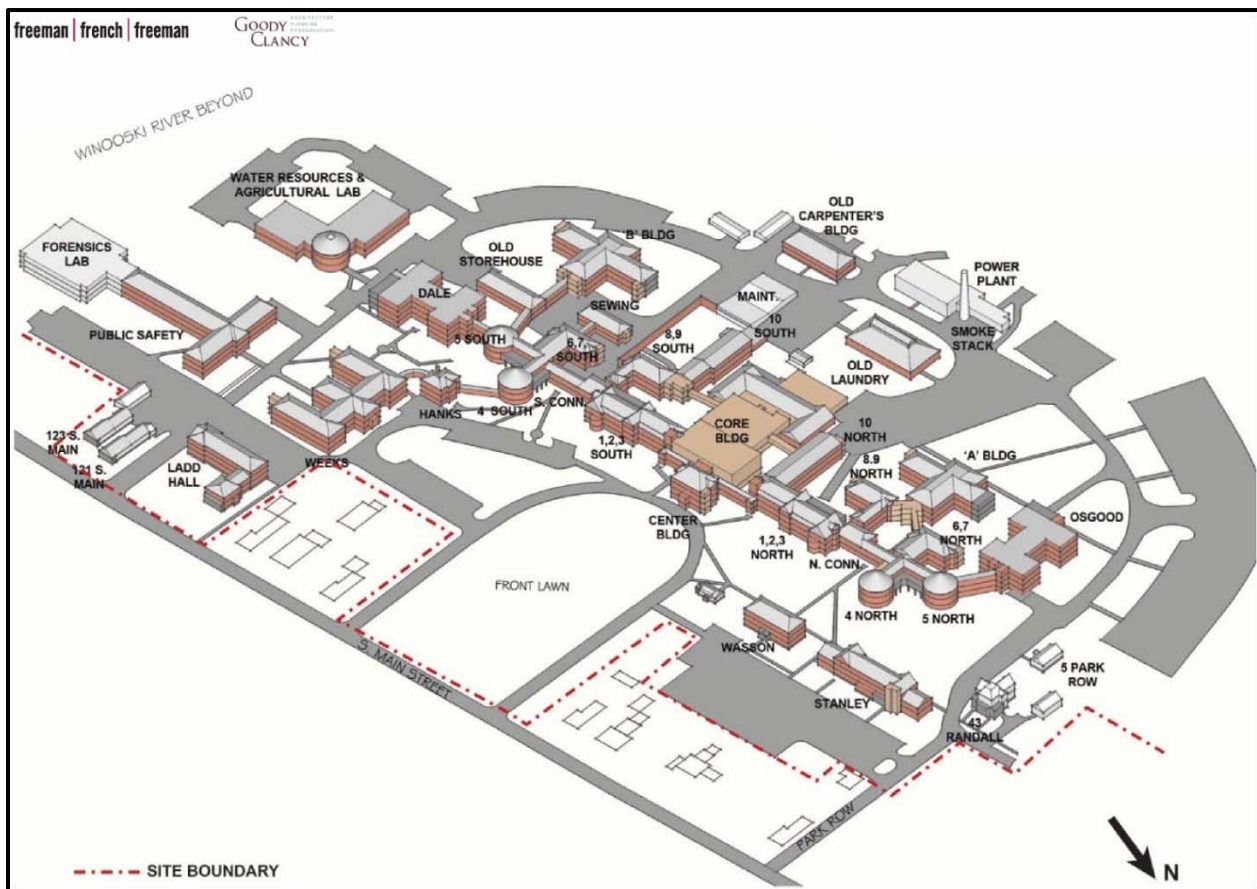 freeman | french | freeman
GOODY
CLANCY
ARCHITECTURE
PLANNING
PRESERVATION
WINOOSKI RIVER BEYOND
WATER RESOURCES &
AGRICULTURAL LAB
FORENSICS
LAB
PUBLIC SAFETY
OLD
STOREHOUSE
'B' BLDG
OLD
CARPENTER'S
BLDG
POWER
PLANT
SMOKE
STACK
DALE
SEWING
MAINT.
10
SOUTH
5 SOUTH
6,7,
SOUTH
8,9
SOUTH
OLD
LAUNDRY
HANKS
4 SOUTH
S. CONN.
1,2,3
SOUTH
CORE
BLDG
10
NORTH
8.9
NORTH
'A' BLDG
123 S.
MAIN
121 S.
MAIN
LADD
HALL
WEEKS
CENTER
BLDG
1,2,3
NORTH
N. CONN.
6,7
NORTH
OSGOOD
FRONT LAWN
4 NORTH
5 NORTH
WASSON
STANLEY
5 PARK
ROW
43
RANDALL
S. MAIN STREET
PARK ROW
SITE BOUNDARY
N